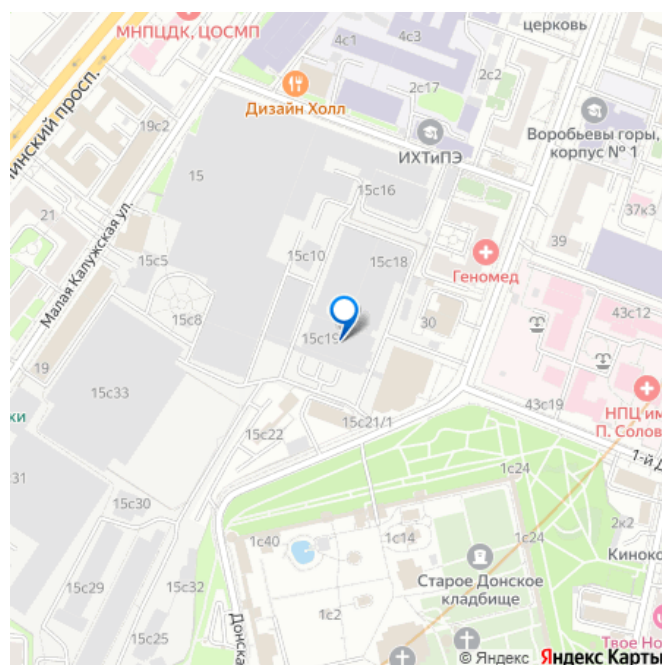 МНПЦДК, ЦОСМП
4с1
4с3
церковь
2с2
2с17
Дизайн Холл
19с2
ИХТиПЭ
Воробьевы горы,
корпус № 1
инский просп.
15
15с16
37к3
21
39
Малая Калужская ул.
15с5
15с10
15с18
Геномед
43с12
15с8
15с19
30
19
15с33
43с19
НПЦ им
П. Солов
хи
15с22
15с21/1
1-й Д
31
1с24
15с30
2к2
1с40
1с14
1с24
Киноко
15с29
15с32
Старое Донское
кладбище
1с2
Донска
15с25
Твое Но
© Яндекс Яндекс Карты